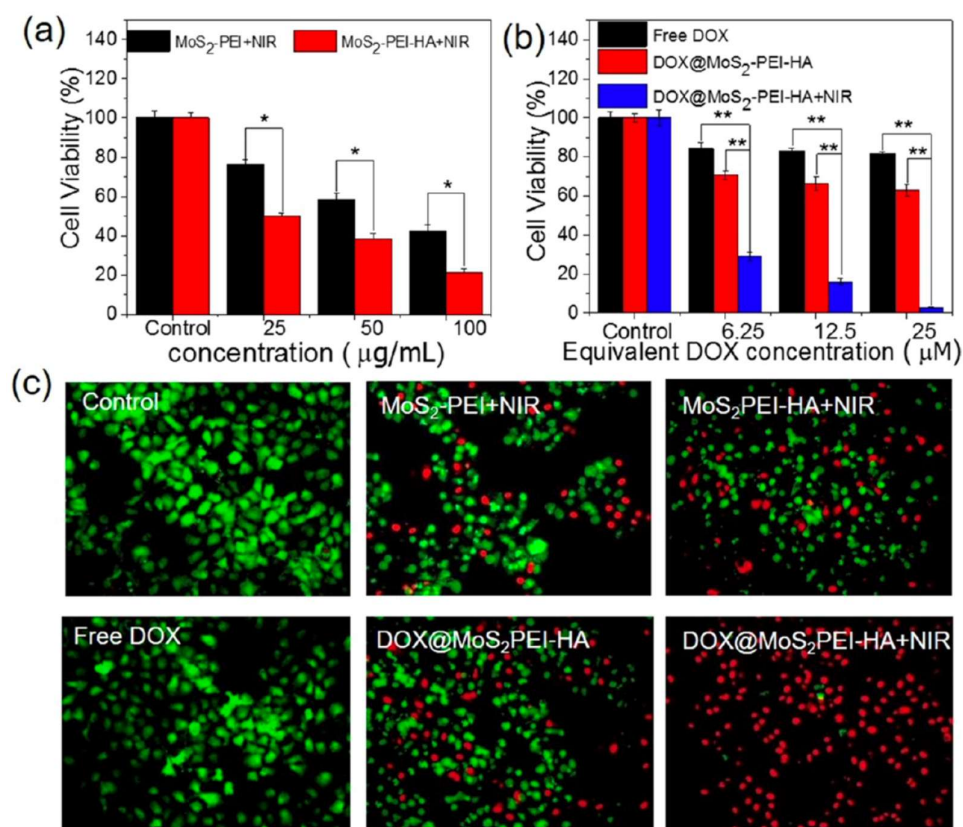 (a)
140
120
100
80
60
40
20
0
Cell Viability (%)
MoS₂-PEI+NIR
MoS₂-PEI-HA+NIR
*
*
*
Control
25
50
100
concentration ( μg/mL)
(b)
140
120
100
80
60
40
20
0
Cell Viability (%)
Free DOX
DOX@MoS₂-PEI-HA
DOX@MoS₂-PEI-HA+NIR
**
**
**
**
**
**
Control
6.25
12.5
25
Equivalent DOX concentration ( μM)
(c)
Control
MoS₂-PEI+NIR
MoS₂PEI-HA+NIR
Free DOX
DOX@MoS₂PEI-HA
DOX@MoS₂PEI-HA+NIR